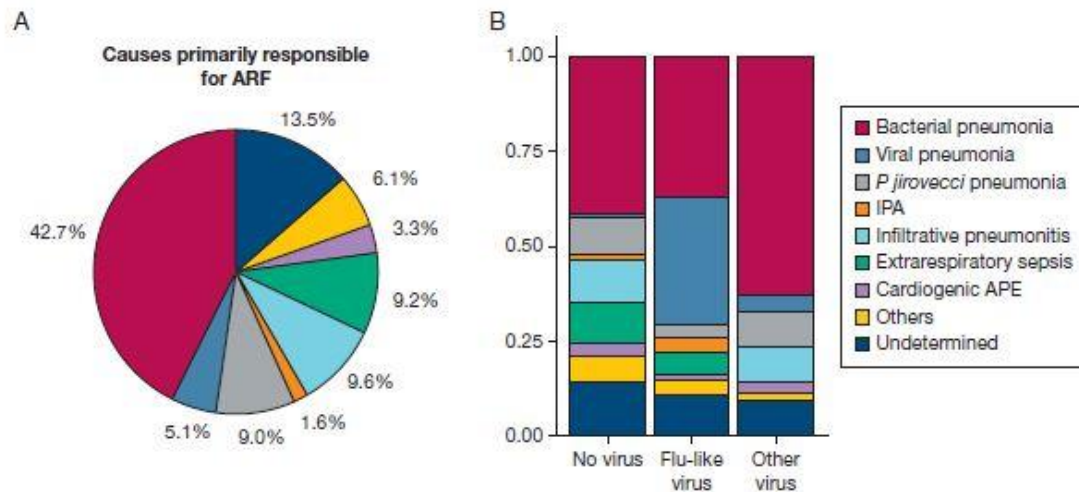 A
Causes primarily responsible
for ARF
13.5%
6.1%
3.3%
9.2%
9.6%
1.6%
9.0%
5.1%
42.7%
B
1.00
0.75
0.50
0.25
0.00
No virus
Flu-like
virus
Other
virus
Bacterial pneumonia
Viral pneumonia
P jirovecci pneumonia
IPA
Infiltrative pneumonitis
Extrarespiratory sepsis
Cardiogenic APE
Others
Undetermined